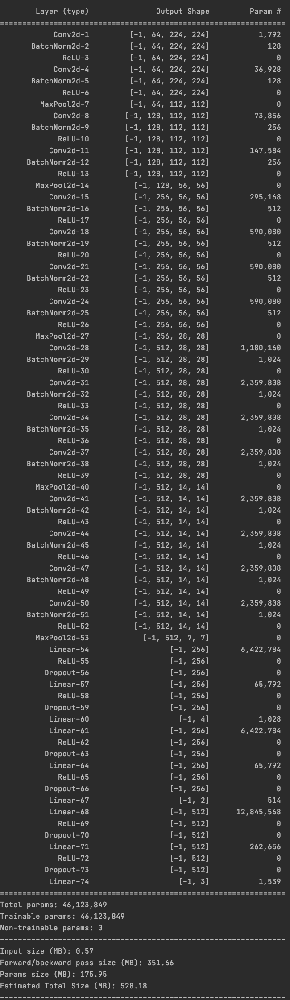 ----------------------------------------------------------------
Layer (type) Output Shape Param #
================================================================
Conv2d-1 [-1, 64, 224, 224] 1,792
BatchNorm2d-2 [-1, 64, 224, 224] 128
ReLU-3 [-1, 64, 224, 224] 0
Conv2d-4 [-1, 64, 224, 224] 36,928
BatchNorm2d-5 [-1, 64, 224, 224] 128
ReLU-6 [-1, 64, 224, 224] 0
MaxPool2d-7 [-1, 64, 112, 112] 0
Conv2d-8 [-1, 128, 112, 112] 73,856
BatchNorm2d-9 [-1, 128, 112, 112] 256
ReLU-10 [-1, 128, 112, 112] 0
Conv2d-11 [-1, 128, 112, 112] 147,584
BatchNorm2d-12 [-1, 128, 112, 112] 256
ReLU-13 [-1, 128, 112, 112] 0
MaxPool2d-14 [-1, 128, 56, 56] 0
Conv2d-15 [-1, 256, 56, 56] 295,168
BatchNorm2d-16 [-1, 256, 56, 56] 512
ReLU-17 [-1, 256, 56, 56] 0
Conv2d-18 [-1, 256, 56, 56] 590,080
BatchNorm2d-19 [-1, 256, 56, 56] 512
ReLU-20 [-1, 256, 56, 56] 0
Conv2d-21 [-1, 256, 56, 56] 590,080
BatchNorm2d-22 [-1, 256, 56, 56] 512
ReLU-23 [-1, 256, 56, 56] 0
Conv2d-24 [-1, 256, 56, 56] 590,080
BatchNorm2d-25 [-1, 256, 56, 56] 512
ReLU-26 [-1, 256, 56, 56] 0
MaxPool2d-27 [-1, 256, 28, 28] 0
Conv2d-28 [-1, 512, 28, 28] 1,180,160
BatchNorm2d-29 [-1, 512, 28, 28] 1,024
ReLU-30 [-1, 512, 28, 28] 0
Conv2d-31 [-1, 512, 28, 28] 2,359,808
BatchNorm2d-32 [-1, 512, 28, 28] 1,024
ReLU-33 [-1, 512, 28, 28] 0
Conv2d-34 [-1, 512, 28, 28] 2,359,808
BatchNorm2d-35 [-1, 512, 28, 28] 1,024
ReLU-36 [-1, 512, 28, 28] 0
Conv2d-37 [-1, 512, 28, 28] 2,359,808
BatchNorm2d-38 [-1, 512, 28, 28] 1,024
ReLU-39 [-1, 512, 28, 28] 0
MaxPool2d-40 [-1, 512, 14, 14] 0
Conv2d-41 [-1, 512, 14, 14] 2,359,808
BatchNorm2d-42 [-1, 512, 14, 14] 1,024
ReLU-43 [-1, 512, 14, 14] 0
Conv2d-44 [-1, 512, 14, 14] 2,359,808
BatchNorm2d-45 [-1, 512, 14, 14] 1,024
ReLU-46 [-1, 512, 14, 14] 0
Conv2d-47 [-1, 512, 14, 14] 2,359,808
BatchNorm2d-48 [-1, 512, 14, 14] 1,024
ReLU-49 [-1, 512, 14, 14] 0
Conv2d-50 [-1, 512, 14, 14] 2,359,808
BatchNorm2d-51 [-1, 512, 14, 14] 1,024
ReLU-52 [-1, 512, 14, 14] 0
MaxPool2d-53 [-1, 512, 7, 7] 0
Linear-54 [-1, 256] 6,422,784
ReLU-55 [-1, 256] 0
Dropout-56 [-1, 256] 0
Linear-57 [-1, 256] 65,792
ReLU-58 [-1, 256] 0
Dropout-59 [-1, 256] 0
Linear-60 [-1, 4] 1,028
Linear-61 [-1, 256] 6,422,784
ReLU-62 [-1, 256] 0
Dropout-63 [-1, 256] 0
Linear-64 [-1, 256] 65,792
ReLU-65 [-1, 256] 0
Dropout-66 [-1, 256] 0
Linear-67 [-1, 2] 514
Linear-68 [-1, 512] 12,845,568
ReLU-69 [-1, 512] 0
Dropout-70 [-1, 512] 0
Linear-71 [-1, 512] 262,656
ReLU-72 [-1, 512] 0
Dropout-73 [-1, 512] 0
Linear-74 [-1, 3] 1,539
================================================================
Total params: 46,123,849
Trainable params: 46,123,849
Non-trainable params: 0
----------------------------------------------------------------
Input size (MB): 0.57
Forward/backward pass size (MB): 351.66
Params size (MB): 175.95
Estimated Total Size (MB): 528.18
----------------------------------------------------------------